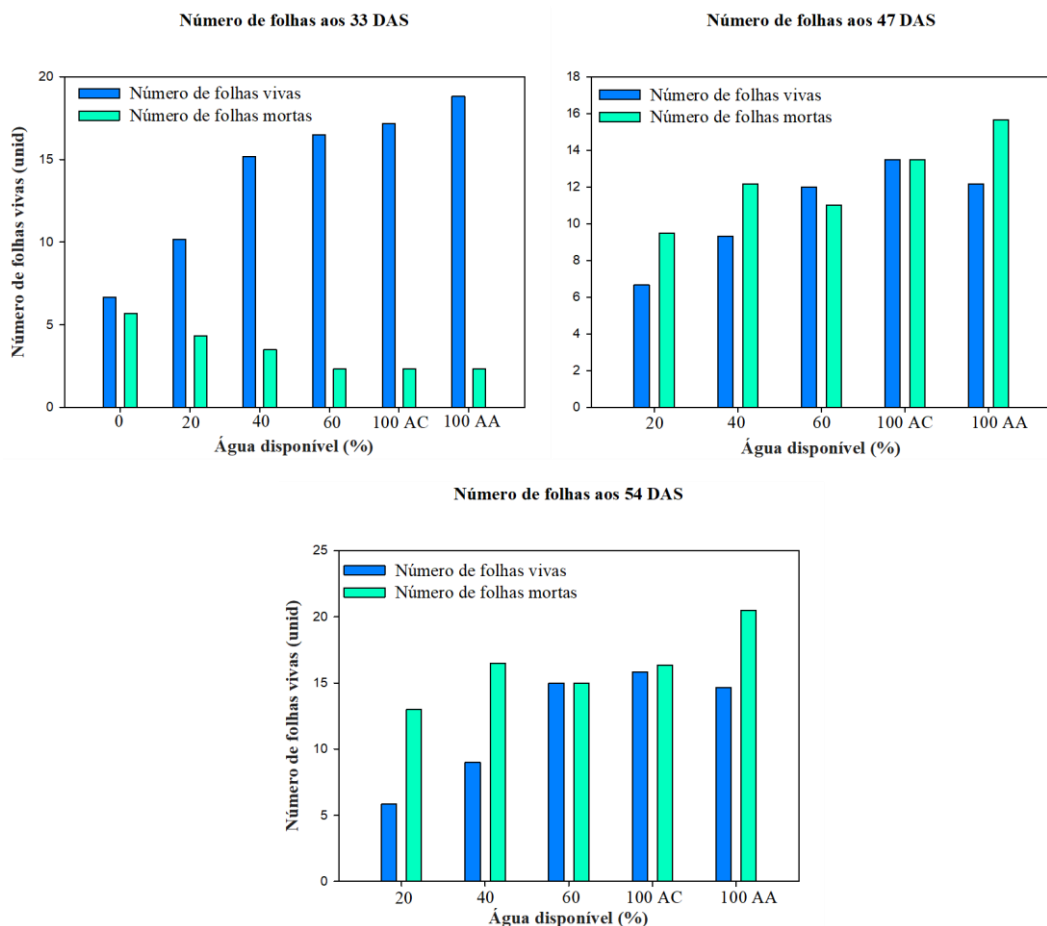 Número de folhas aos 33 DAS
Número de folhas vivas (unid)
20
15
10
5
0
Número de folhas vivas
Número de folhas mortas
0 20 40 60 100 AC 100 AA
Água disponível (%)
Número de folhas aos 47 DAS
18
16
14
12
10
8
6
4
2
0
Número de folhas vivas
Número de folhas mortas
20 40 60 100 AC 100 AA
Água disponível (%)
Número de folhas aos 54 DAS
Número de folhas vivas (unid)
25
20
15
10
5
0
Número de folhas vivas
Número de folhas mortas
20 40 60 100 AC 100 AA
Água disponível (%)